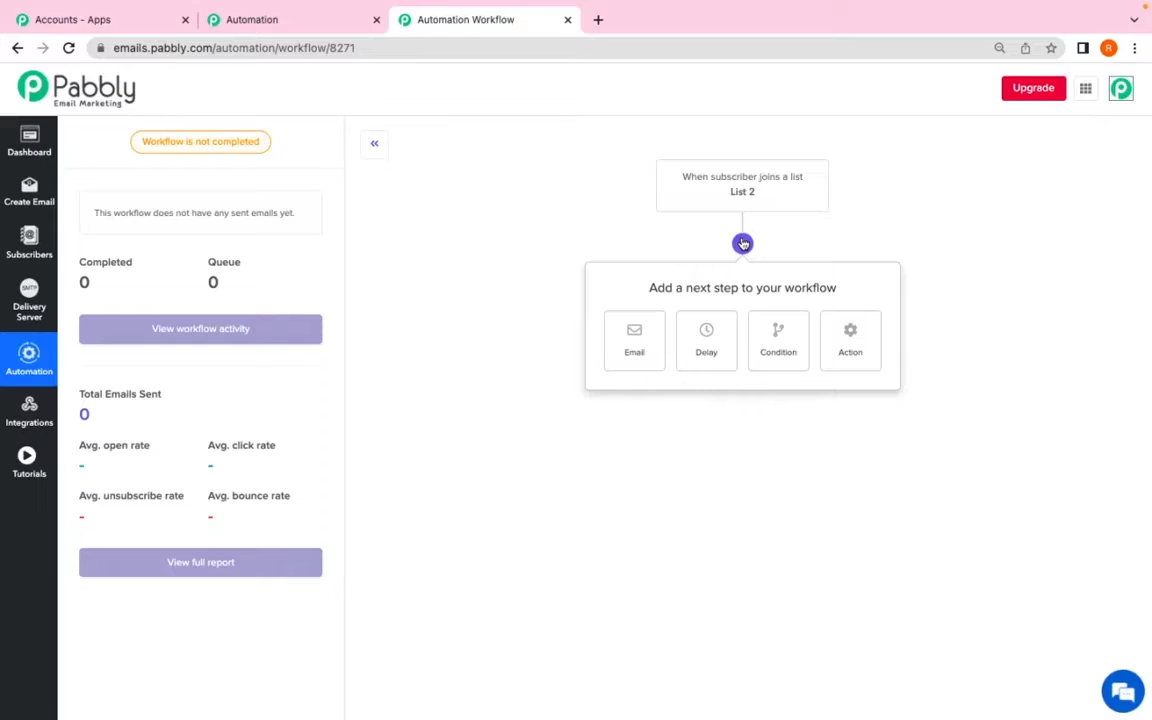 Accounts - Apps
Automation
Automation Workflow
emails.pabbly.com/automation/workflow/8271
R
Pabbly
Email Marketing
Upgrade
Dashboard
Create Email
Subscribers
SMTP
Delivery
Server
Automation
Integrations
Tutorials
Workflow is not completed
This workflow does not have any sent emails yet.
Completed
Queue
0
0
View workflow activity
Total Emails Sent
0
Avg. open rate
Avg. click rate
-
-
Avg. unsubscribe rate
Avg. bounce rate
-
-
View full report
«
When subscriber joins a list
List 2
Add a next step to your workflow
Email
Delay
Condition
Action